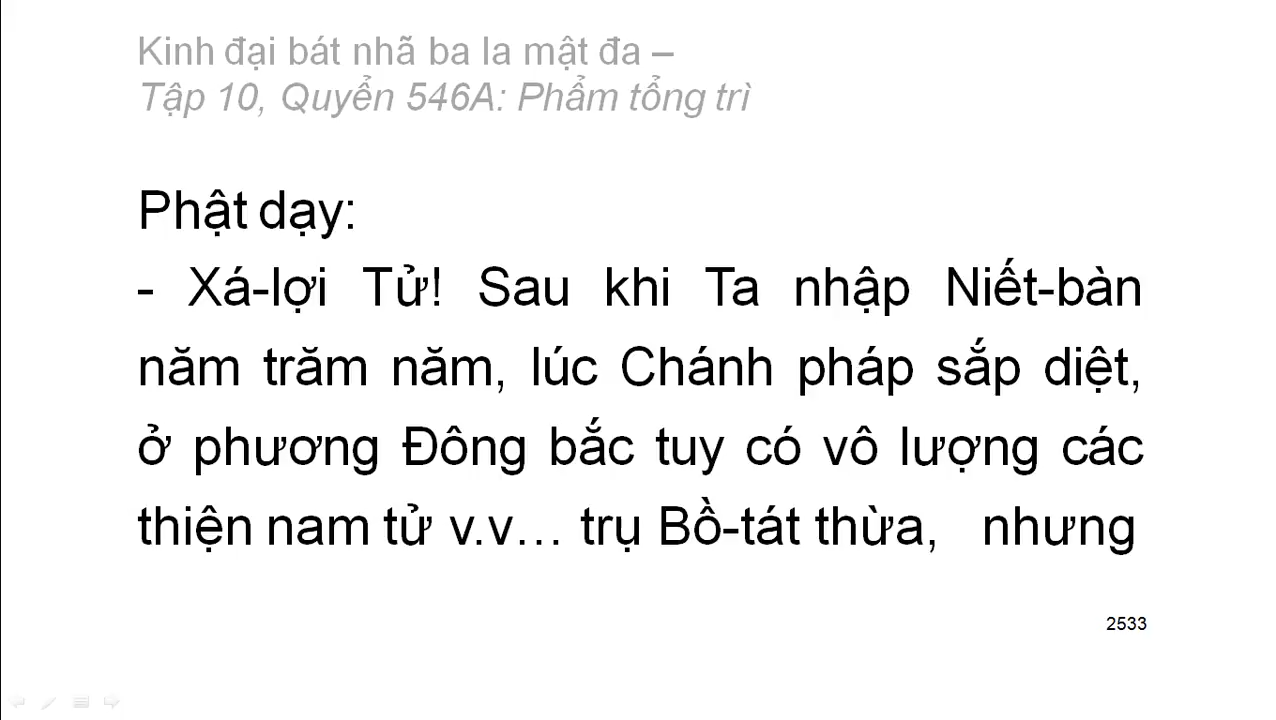 Kinh đại bát nhã ba la mật đa –
Tập 10, Quyển 546A: Phẩm tổng trì
Phật dạy:
- Xá-lợi Tử! Sau khi Ta nhập Niết-bàn
năm trăm năm, lúc Chánh pháp sắp diệt,
ở phương Đông bắc tuy có vô lượng các
thiện nam tử v.v… trụ Bồ-tát thừa, nhưng
2533